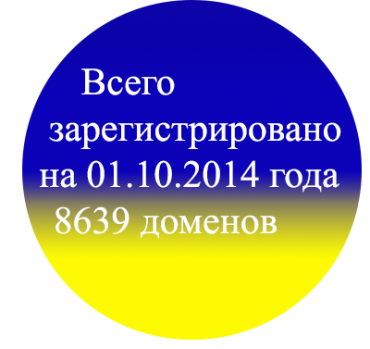 Всего
зарегистрировано
на 01.10.2014 года
8639 доменов